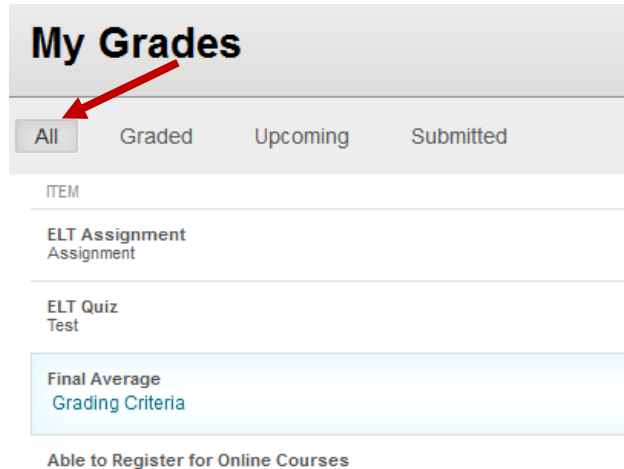 My Grades
All Graded Upcoming Submitted
ITEM
ELT Assignment
Assignment
ELT Quiz
Test
Final Average
Grading Criteria
Able to Register for Online Courses